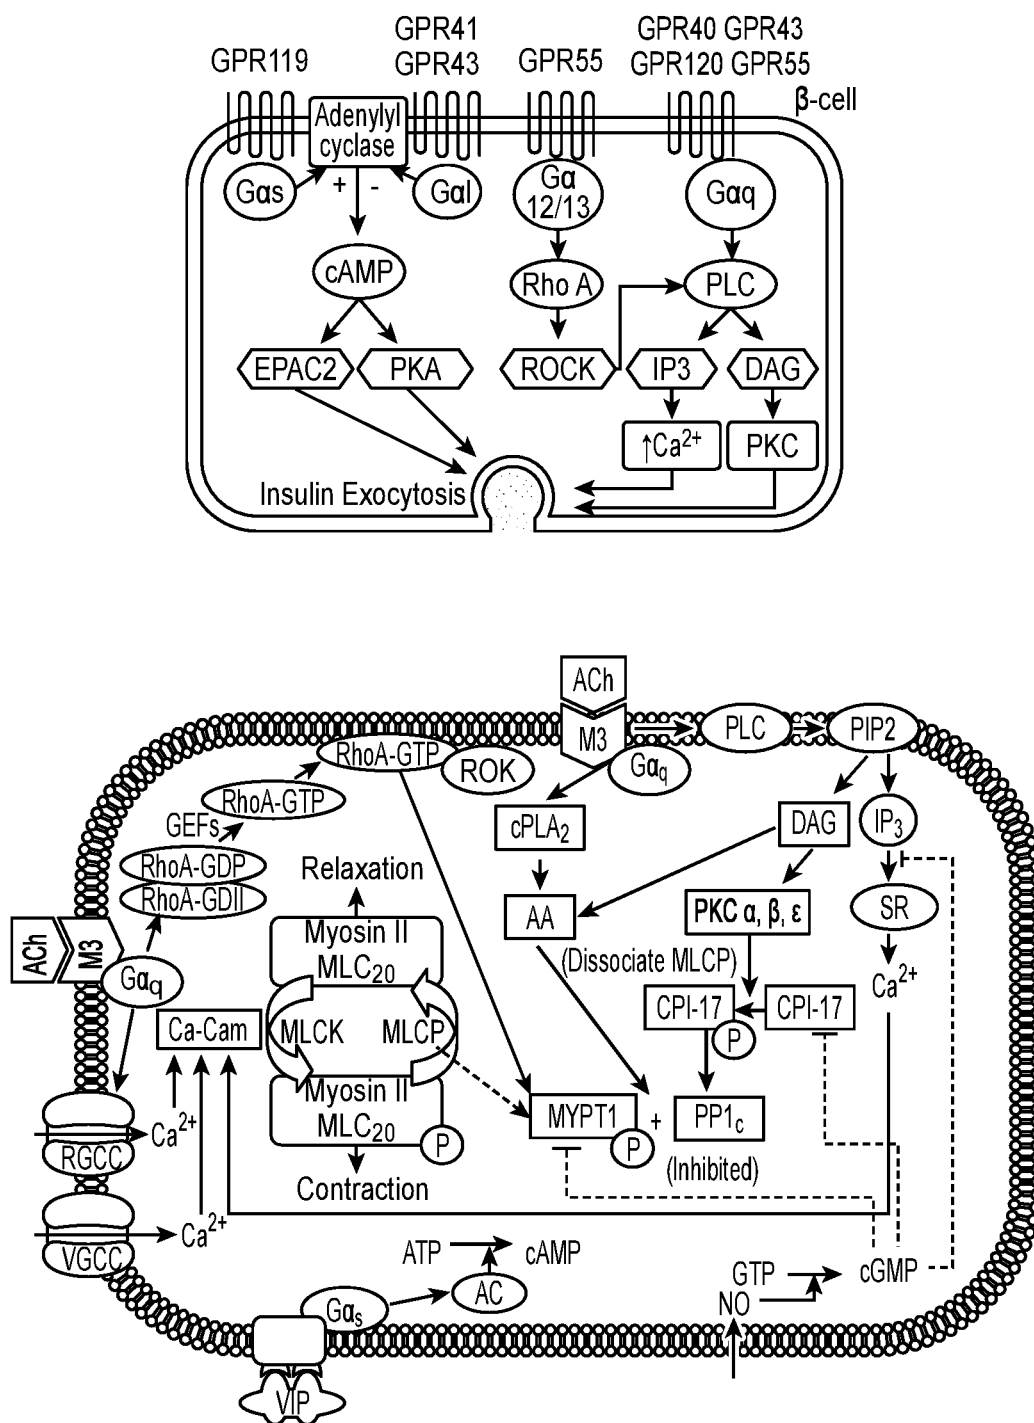 GPR41
GPR40 GPR43
GPR119
GPR43
GPR55
GPR120 GPR55
β-cell
Adenylyl
cyclase
Gαs
+
-
Gαl
Gα
12/13
Gαq
cAMP
Rho A
PLC
EPAC2
PKA
ROCK
IP3
DAG
↑Ca²⁺
PKC
Insulin Exocytosis
ACh
M3
PLC
PIP2
RhoA-GTP
ROK
Gαq
RhoA-GTP
cPLA₂
DAG
IP₃
GEFs
RhoA-GDP
RhoA-GDII
Relaxation
AA
PKC α, β, ε
SR
ACh
M3
Gαq
Myosin II
MLC₂₀
(Dissociate MLCP)
Ca²⁺
Ca-Cam
MLCK
MLCP
CPI-17
P
CPI-17
Myosin II
MLC₂₀
P
MYPT1
P
+
PP1c
Ca²⁺
RGCC
(Inhibited)
Contraction
Ca²⁺
VGCC
ATP
cAMP
GTP
cGMP
AC
NO
Gαs
VIP